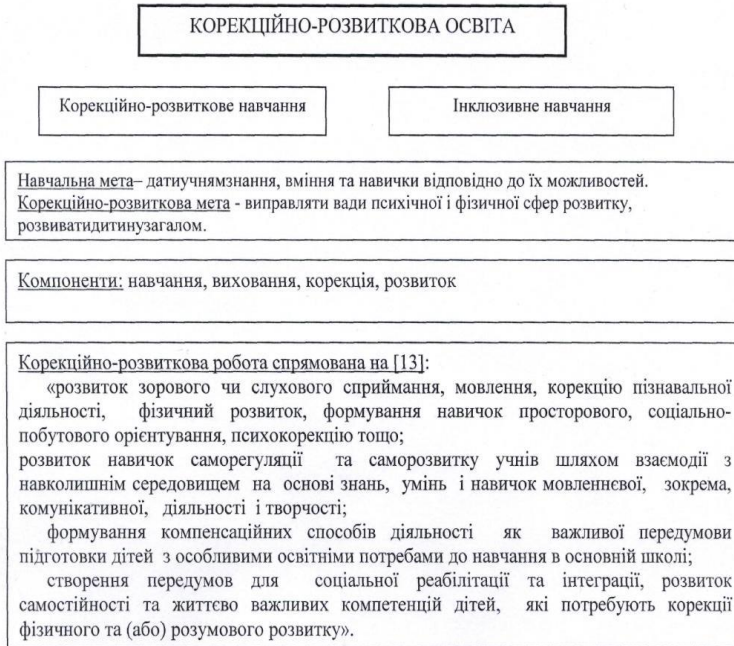 КОРЕКЦІЙНО-РОЗВИТКОВА ОСВІТА
Корекційно-розвиткове навчання
Інклюзивне навчання
Навчальна мета– датиучнямзнання, вміння та навички відповідно до їх можливостей.
Корекційно-розвиткова мета - виправляти вади психічної і фізичної сфер розвитку,
розвиватидитинузагалом.
Компоненти: навчання, виховання, корекція, розвиток
Корекційно-розвиткова робота спрямована на [13]:
«розвиток зорового чи слухового сприймання, мовлення, корекцію пізнавальної
діяльності, фізичний розвиток, формування навичок просторового, соціально-
побутового орієнтування, психокорекцію тощо;
розвиток навичок саморегуляції та саморозвитку учнів шляхом взаємодії з
навколишнім середовищем на основі знань, умінь і навичок мовленнєвої, зокрема,
комунікативної, діяльності і творчості;
формування компенсаційних способів діяльності як важливої передумови
підготовки дітей з особливими освітніми потребами до навчання в основній школі;
створення передумов для соціальної реабілітації та інтеграції, розвиток
самостійності та життєво важливих компетенцій дітей, які потребують корекції
фізичного та (або) розумового розвитку».